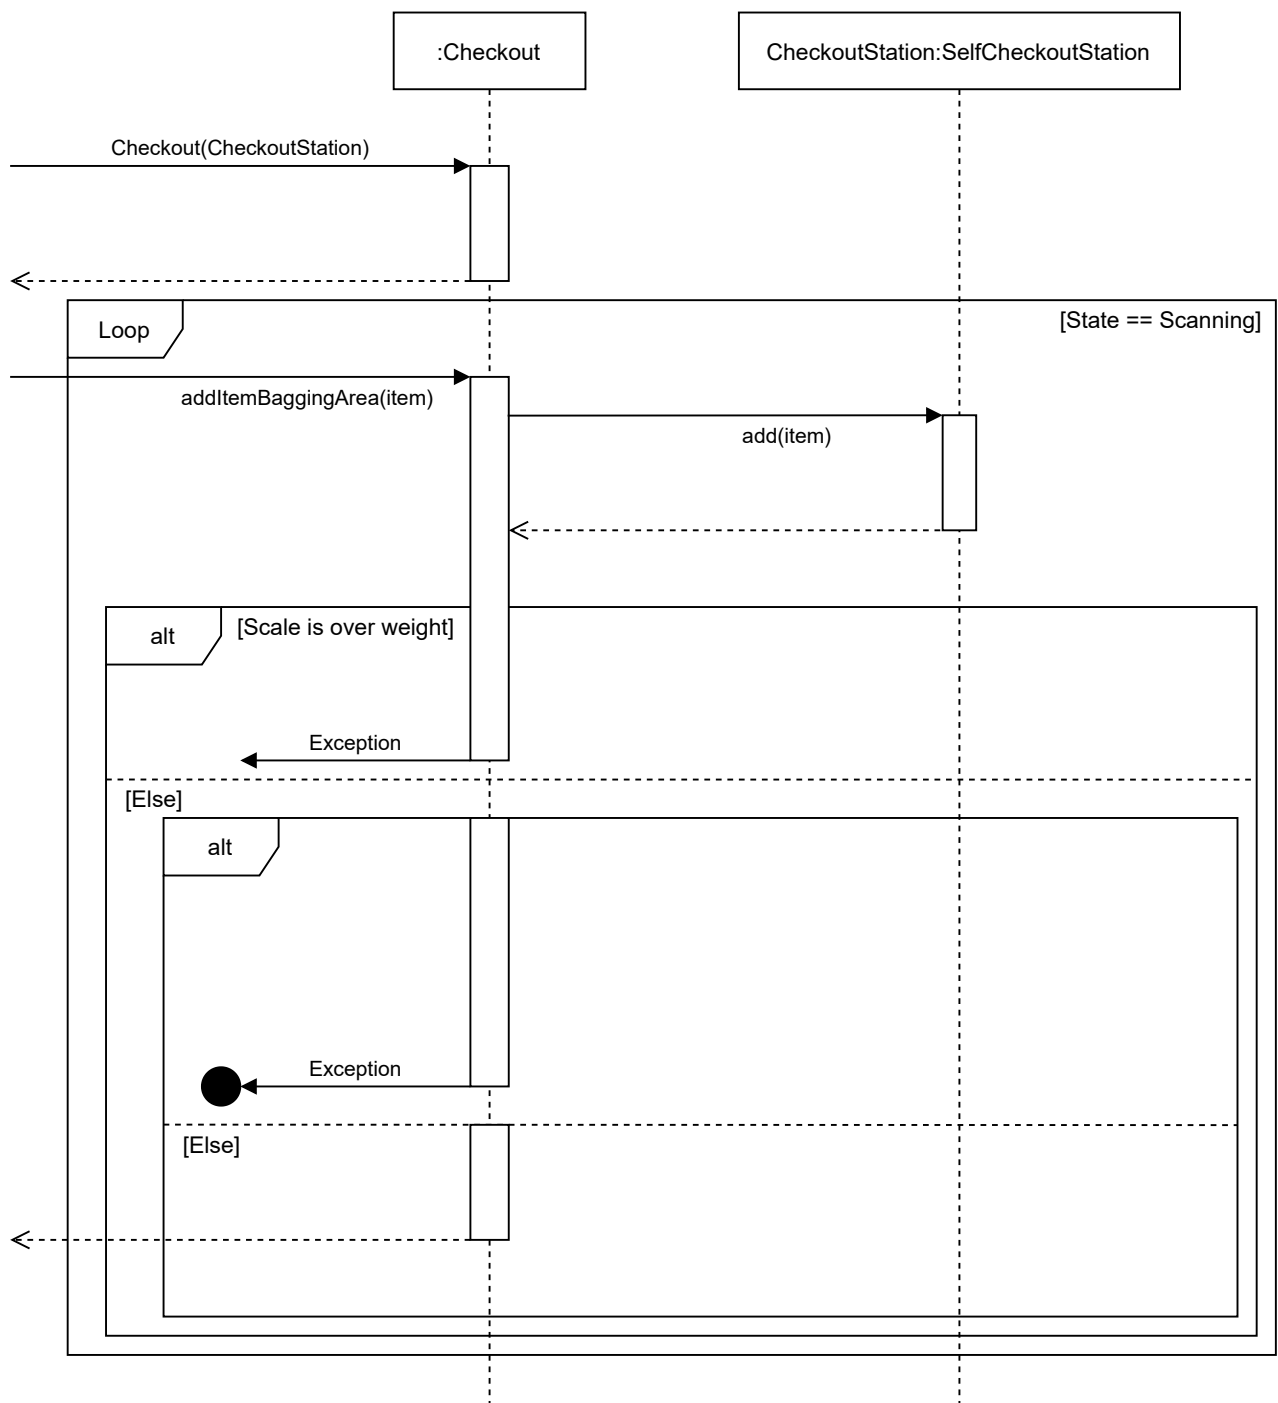 :Checkout
CheckoutStation:SelfCheckoutStation
Checkout(CheckoutStation)
Loop
[State == Scanning]
addItemBaggingArea(item)
add(item)
alt
[Scale is over weight]
Exception
[Else]
alt
Exception
[Else]